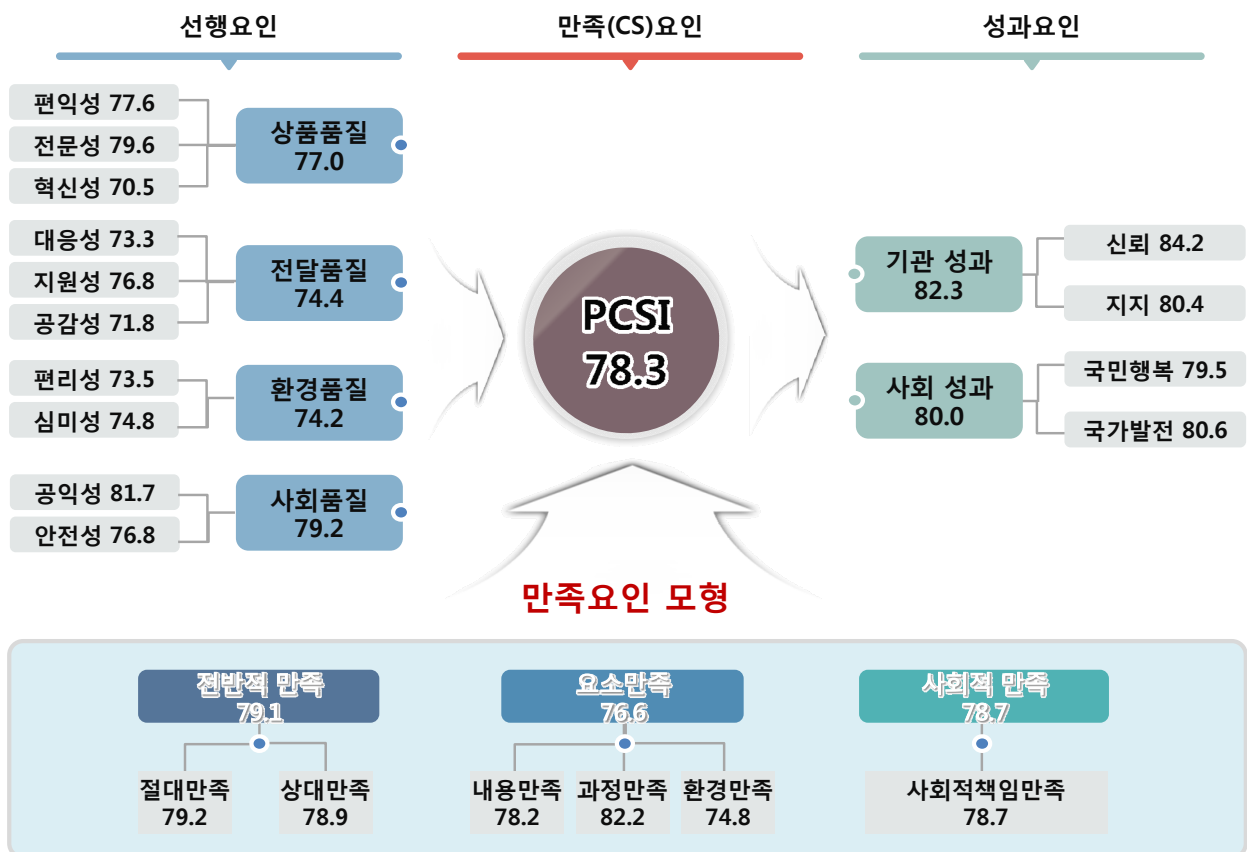 선행요인
만족(CS)요인
성과요인
편익성 77.6
전문성 79.6
혁신성 70.5
상품품질
77.0
대응성 73.3
지원성 76.8
공감성 71.8
전달품질
74.4
편리성 73.5
심미성 74.8
환경품질
74.2
공익성 81.7
안전성 76.8
사회품질
79.2
PCSI
78.3
기관 성과
82.3
신뢰 84.2
지지 80.4
사회 성과
80.0
국민행복 79.5
국가발전 80.6
만족요인 모형
전반적 만족
79.1
절대만족
79.2
상대만족
78.9
요소만족
76.6
내용만족
78.2
과정만족
82.2
환경만족
74.8
사회적 만족
78.7
사회적책임만족
78.7